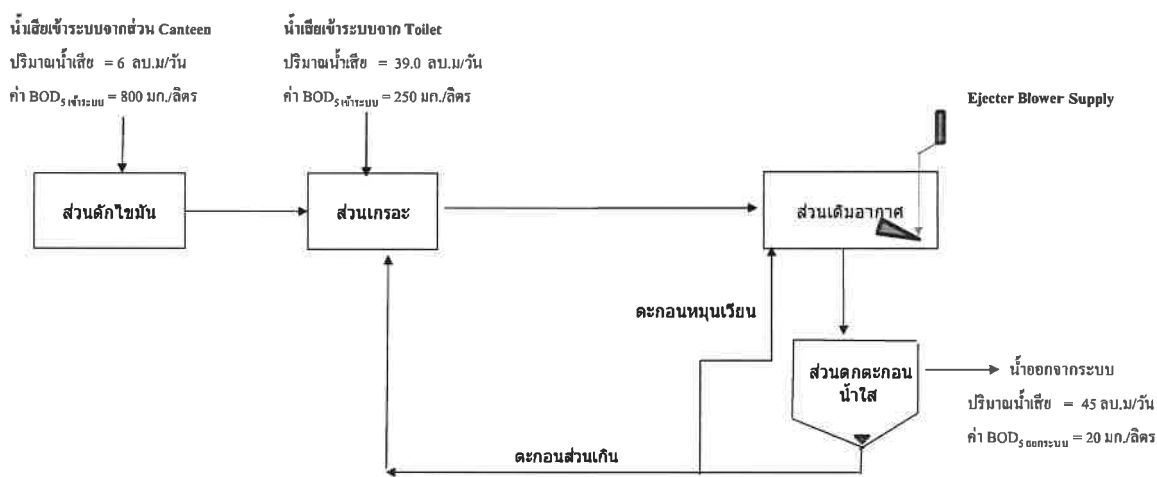 น้ำเสียเข้าระบบจากส่วน Canteen
ปริมาณน้ำเสีย = 6 ลบ.ม/วัน
ค่า BOD5 เข้าระบบ = 800 มก./ลิตร
น้ำเสียเข้าระบบจาก Toilet
ปริมาณน้ำเสีย = 39.0 ลบ.ม/วัน
ค่า BOD5 เข้าระบบ = 250 มก./ลิตร
Ejecter Blower Supply
ส่วนดักไขมัน
ส่วนเกรอะ
ส่วนเติมอากาศ
ตะกอนหมุนเวียน
ส่วนตกตะกอน
น้ำใส
น้ำออกจากระบบ
ปริมาณน้ำเสีย = 45 ลบ.ม/วัน
ค่า BOD5 ออกระบบ = 20 มก./ลิตร
ตะกอนส่วนเกิน